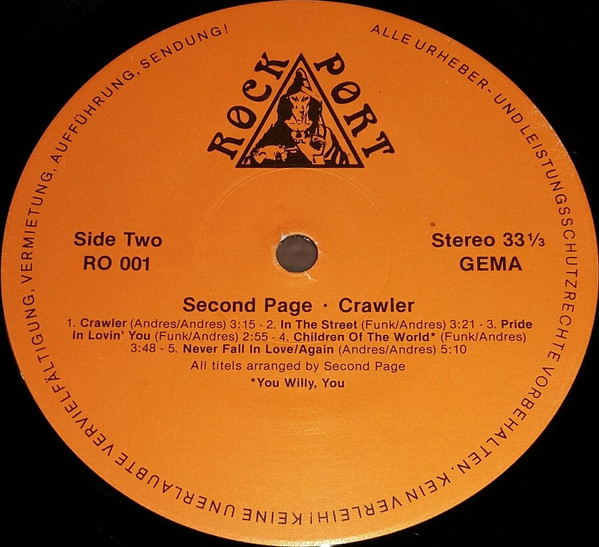 ROCK PORT
ALLE URHEBER- UND LEISTUNGSSCHUTZRECHTE VORBEHALTEN. KEIN VERLEIH! KEINE UNERLAUBTE VERVIELFÄLTIGUNG, VERMIETUNG, AUFFÜHRUNG, SENDUNG!
Side Two
RO 001
Stereo 33 1/3
GEMA
Second Page · Crawler
1. Crawler (Andres/Andres) 3:15 - 2. In The Street (Funk/Andres) 3:21 - 3. Pride
In Lovin' You (Funk/Andres) 2:55 - 4. Children Of The World* (Funk/Andres)
3:48 - 5. Never Fall In Love/Again (Andres) 5:10
All titels arranged by Second Page
*You Willy, You